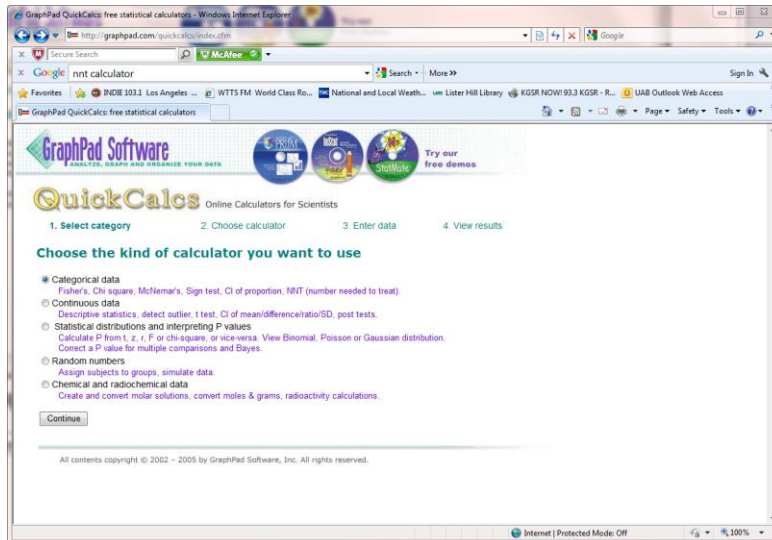 GraphPad QuickCalcs: free statistical calculators - Windows Internet Explorer
http://graphpad.com/quickcalcs/index.cfm
Google
Secure Search
McAfee
Google
nnt calculator
Search
More >>
Sign In
Favorites
INDIE 103.1 Los Angeles ...
WTTS FM World Class Ro...
National and Local Weath...
Lister Hill Library
KGSR NOW! 93.3 KGSR - R...
UAB Outlook Web Access
GraphPad QuickCalcs: free statistical calculators
Page
Safety
Tools
GraphPad Software
ANALYZE, GRAPH AND ORGANIZE YOUR DATA
PRISM
InStat
StatMate
Try our
free demos
QuickCalcs Online Calculators for Scientists
1. Select category 2. Choose calculator 3. Enter data 4. View results
Choose the kind of calculator you want to use
Categorical data
Fisher's, Chi square, McNemar's, Sign test, CI of proportion, NNT (number needed to treat).
Continuous data
Descriptive statistics, detect outlier, t test, CI of mean/difference/ratio/SD, post tests.
Statistical distributions and interpreting P values
Calculate P from t, z, r, F or chi-square, or vice-versa. View Binomial, Poisson or Gaussian distribution.
Correct a P value for multiple comparisons and Bayes.
Random numbers
Assign subjects to groups, simulate data.
Chemical and radiochemical data
Create and convert molar solutions, convert moles & grams, radioactivity calculations.
Continue
All contents copyright © 2002 – 2005 by GraphPad Software, Inc. All rights reserved.
Internet | Protected Mode: Off
100%